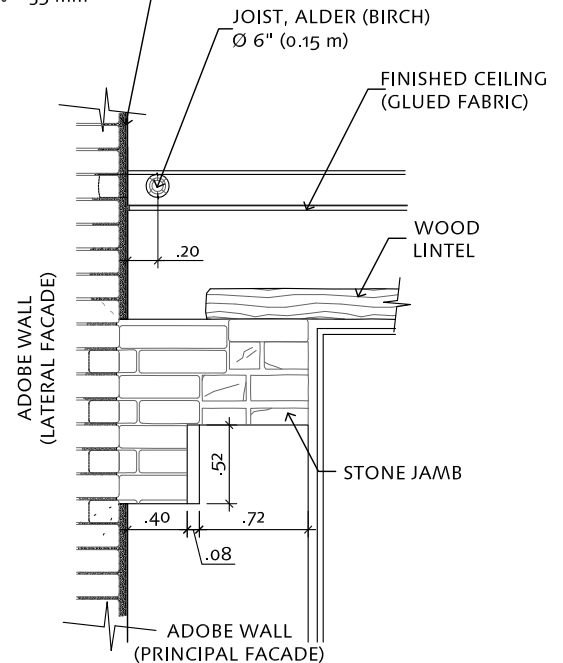 JOIST, ALDER (BIRCH)
Ø 6" (0.15 m)
FINISHED CEILING
(GLUED FABRIC)
.20
WOOD
LINTEL
ADOBE WALL
(LATERAL FACADE)
.52
STONE JAMB
.40
.72
.08
ADOBE WALL
(PRINCIPAL FACADE)